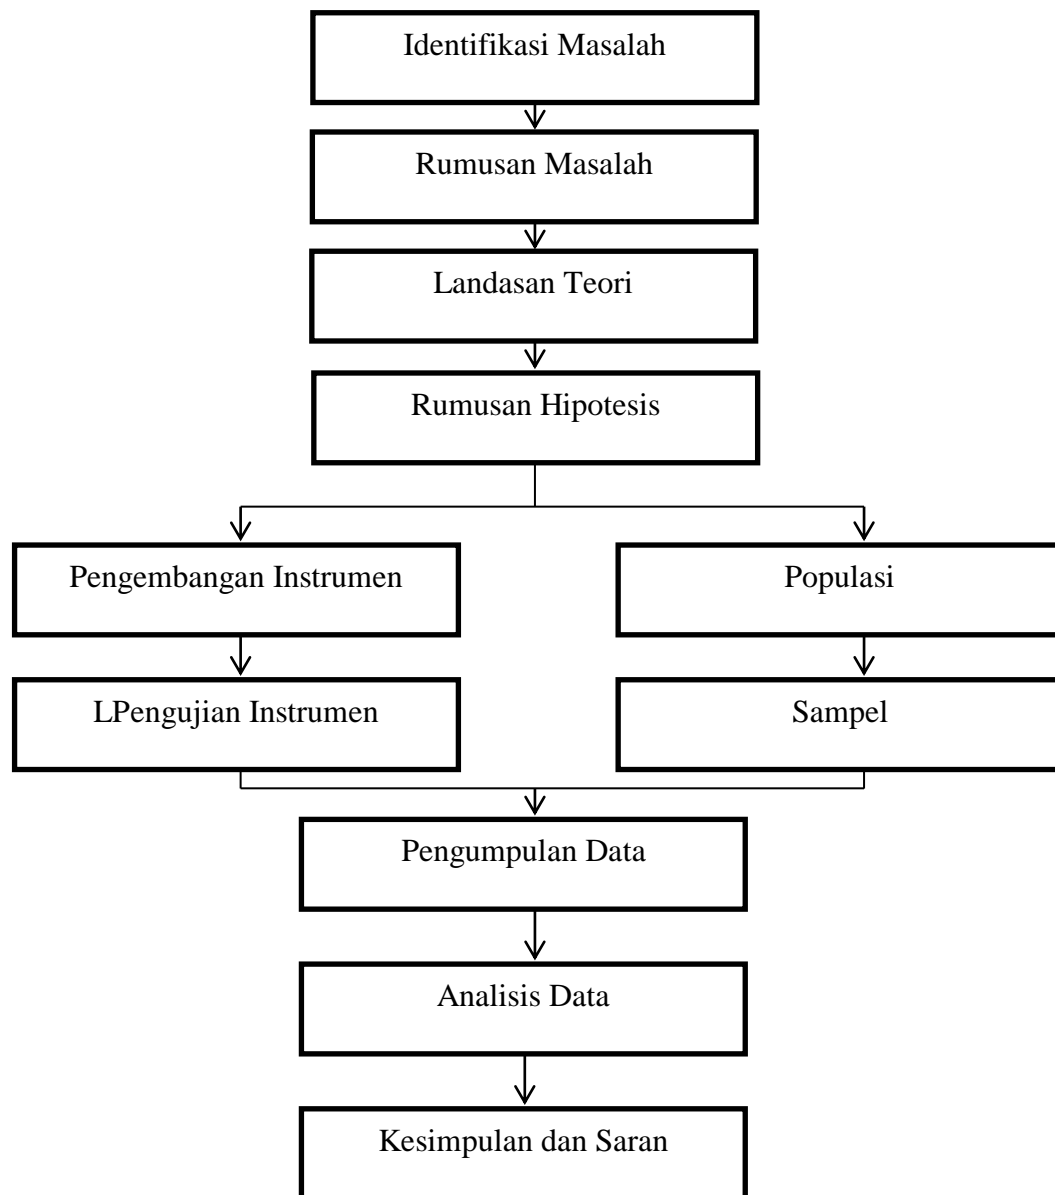 Identifikasi Masalah
Rumusan Masalah
Landasan Teori
Rumusan Hipotesis
Pengembangan Instrumen
Populasi
LPengujian Instrumen
Sampel
Pengumpulan Data
Analisis Data
Kesimpulan dan Saran